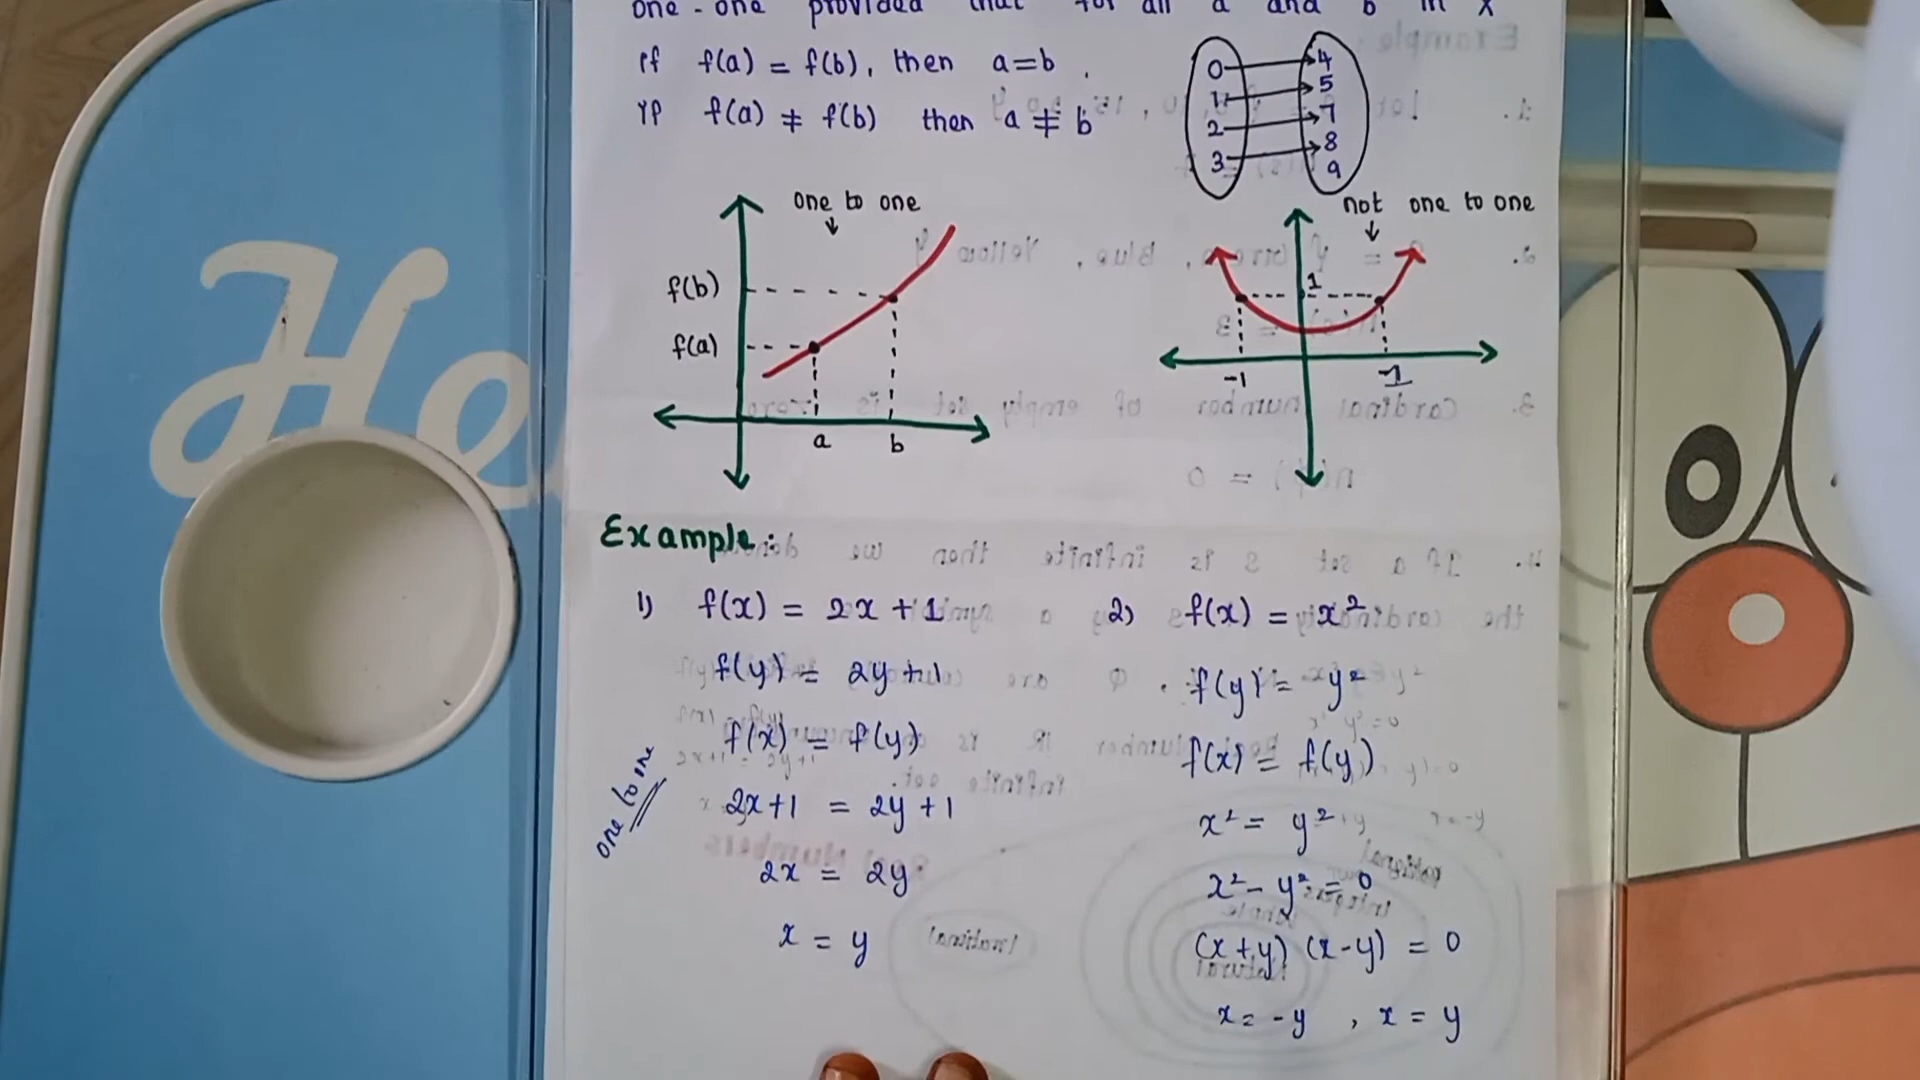 one - one provided that for all a and b in X
If f(a) = f(b), then a = b.
If f(a) ≠ f(b) then a ≠ b
0 1 2 3
4 5 7 8 9
one to one
f(b)
f(a)
a b
not one to one
1
-1 -1
Example:
1) f(x) = 2x + 1
f(y) = 2y + 1
f(x) = f(y)
2x + 1 = 2y + 1
2x = 2y
x = y
one to one
2) f(x) = x²
f(y) = y²
f(x) = f(y)
x² = y²
x² - y² = 0
(x + y) (x - y) = 0
x = -y , x = y
He